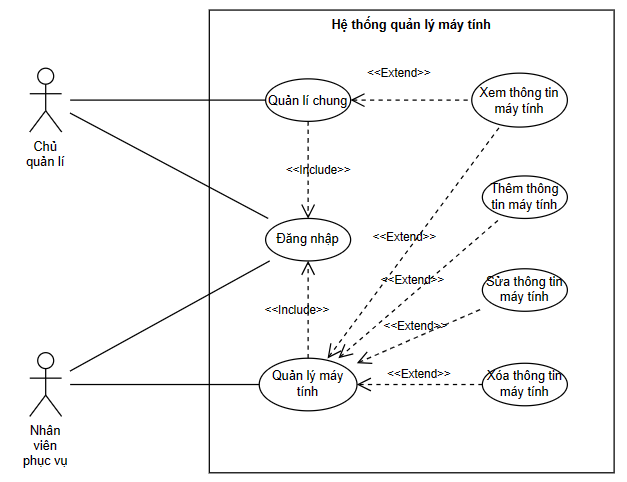 Hệ thống quản lý máy tính
<<Extend>>
Quản lí chung
Xem thông tin
máy tính
Chủ
quản lí
<<Include>>
Thêm thông
tin máy tính
Đăng nhập
<<Extend>>
<<Extend>>
Sửa thông tin
máy tính
<<Include>>
<<Extend>>
Quản lý máy
tính
<<Extend>>
Xóa thông tin
máy tính
Nhân
viên
phục vụ